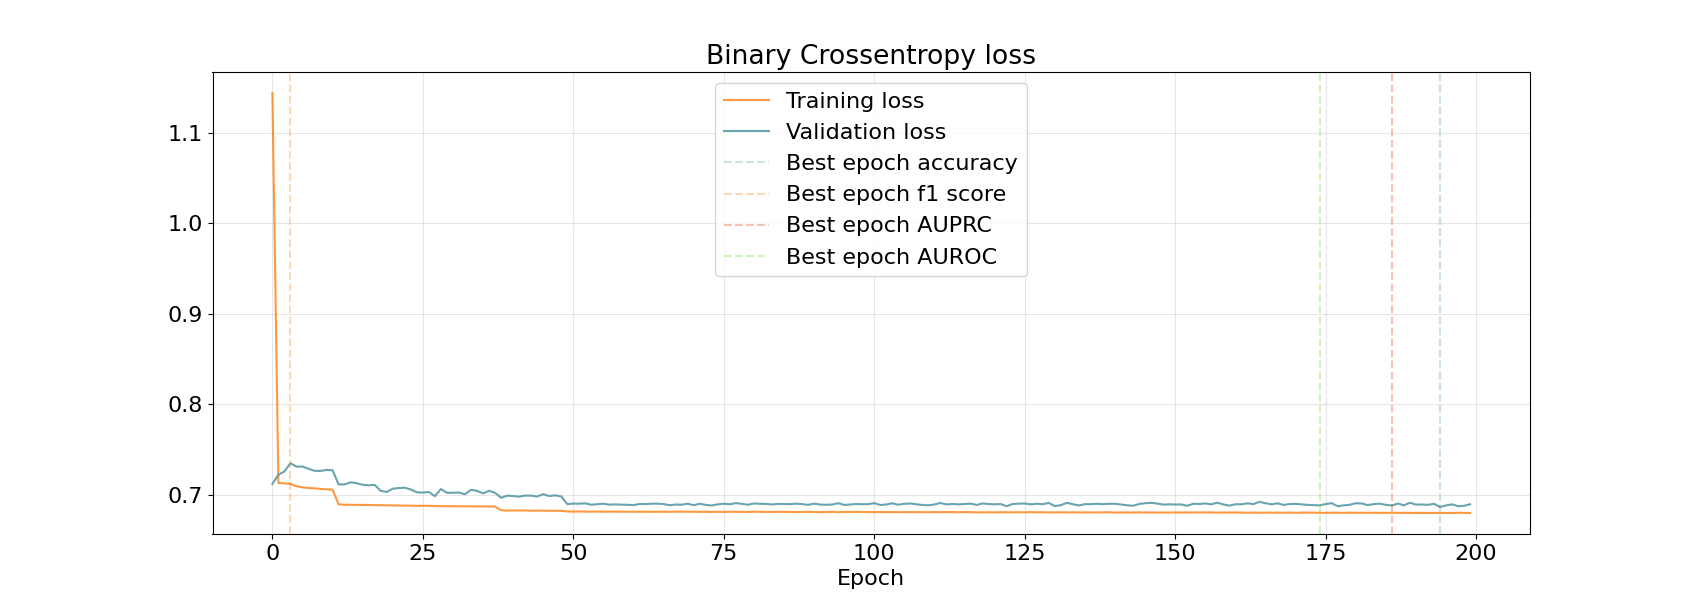 Binary Crossentropy loss
Training loss
Validation loss
Best epoch accuracy
Best epoch f1 score
Best epoch AUPRC
Best epoch AUROC
1.1
1.0
0.9
0.8
0.7
0 25 50 75 100 125 150 175 200
Epoch